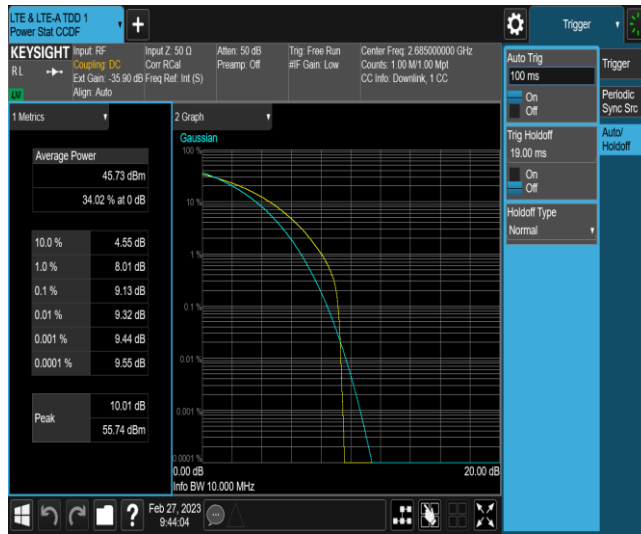 LTE & LTE-A TDD 1
Power Stat CCDF
Trigger
KEYSIGHT
RL
LXI
Input: RF
Coupling: DC
Ext Gain: -35.90 dB
Align: Auto
Input Z: 50 Ω
Corr RCal
Freq Ref: Int (S)
Atten: 50 dB
Preamp: Off
Trig: Free Run
#IF Gain: Low
Center Freq: 2.685000000 GHz
Counts: 1.00 M/1.00 Mpt
CC Info: Downlink, 1 CC
1 Metrics
Average Power
45.73 dBm
34.02 % at 0 dB
10.0 % 4.55 dB
1.0 % 8.01 dB
0.1 % 9.13 dB
0.01 % 9.32 dB
0.001 % 9.44 dB
0.0001 % 9.55 dB
Peak
10.01 dB
55.74 dBm
2 Graph
Gaussian
100 %
10 %
1 %
0.1 %
0.01 %
0.001 %
0.0001 %
0.00 dB 20.00 dB
Info BW 10.000 MHz
Auto Trig
100 ms
On
Off
Trig Holdoff
19.00 ms
On
Off
Holdoff Type
Normal
Trigger
Periodic
Sync Src
Auto/
Holdoff
?
Feb 27, 2023
9:44:04